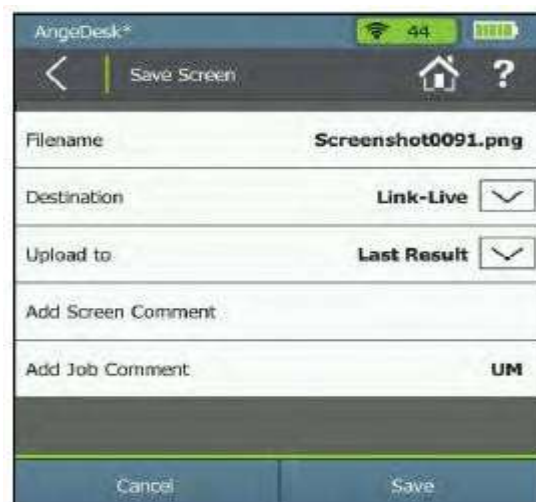 AngeDesk* 44
Save Screen ?
Filename Screenshot0091.png
Destination Link-Live
Upload to Last Result
Add Screen Comment
Add Job Comment UM
Cancel Save